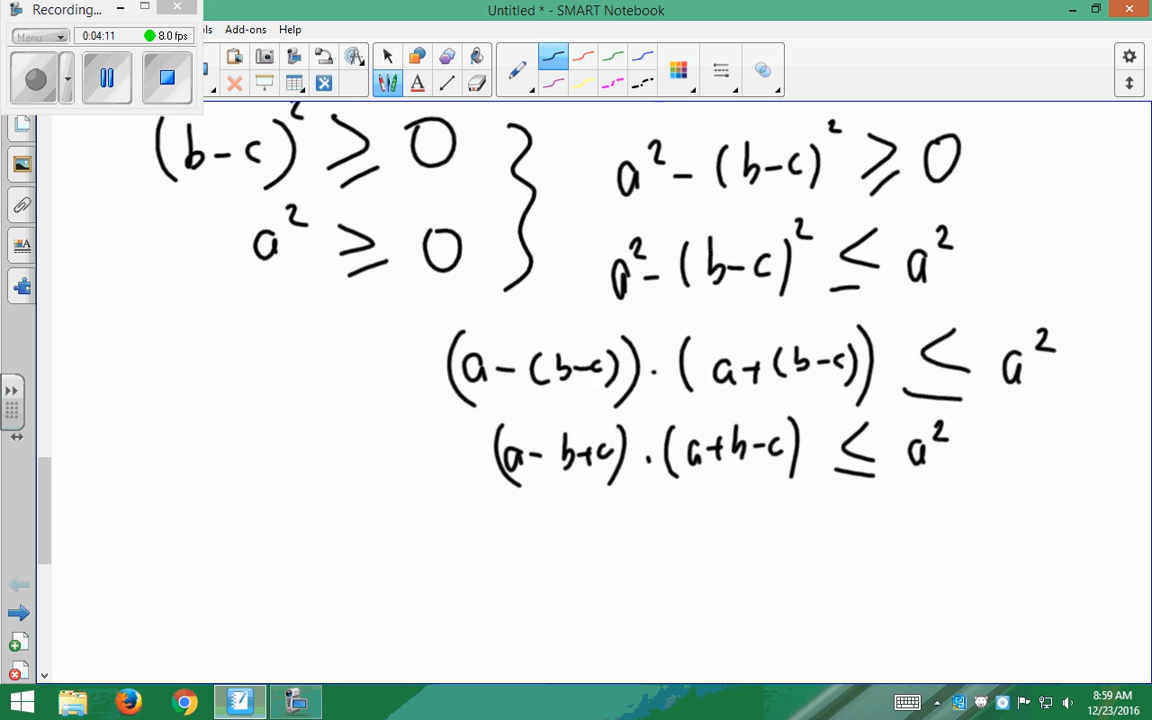 Recording...
Untitled * - SMART Notebook
Menu
0:04:11
8.0 fps
Add-ons
Help
(b-c)² ≥ 0
a² ≥ 0
a² - (b-c)² ≥ 0
a² - (b-c)² ≤ a²
(a-(b-c))·(a+(b-c)) ≤ a²
(a-b+c)·(a+b-c) ≤ a²
8:59 AM
12/23/2016